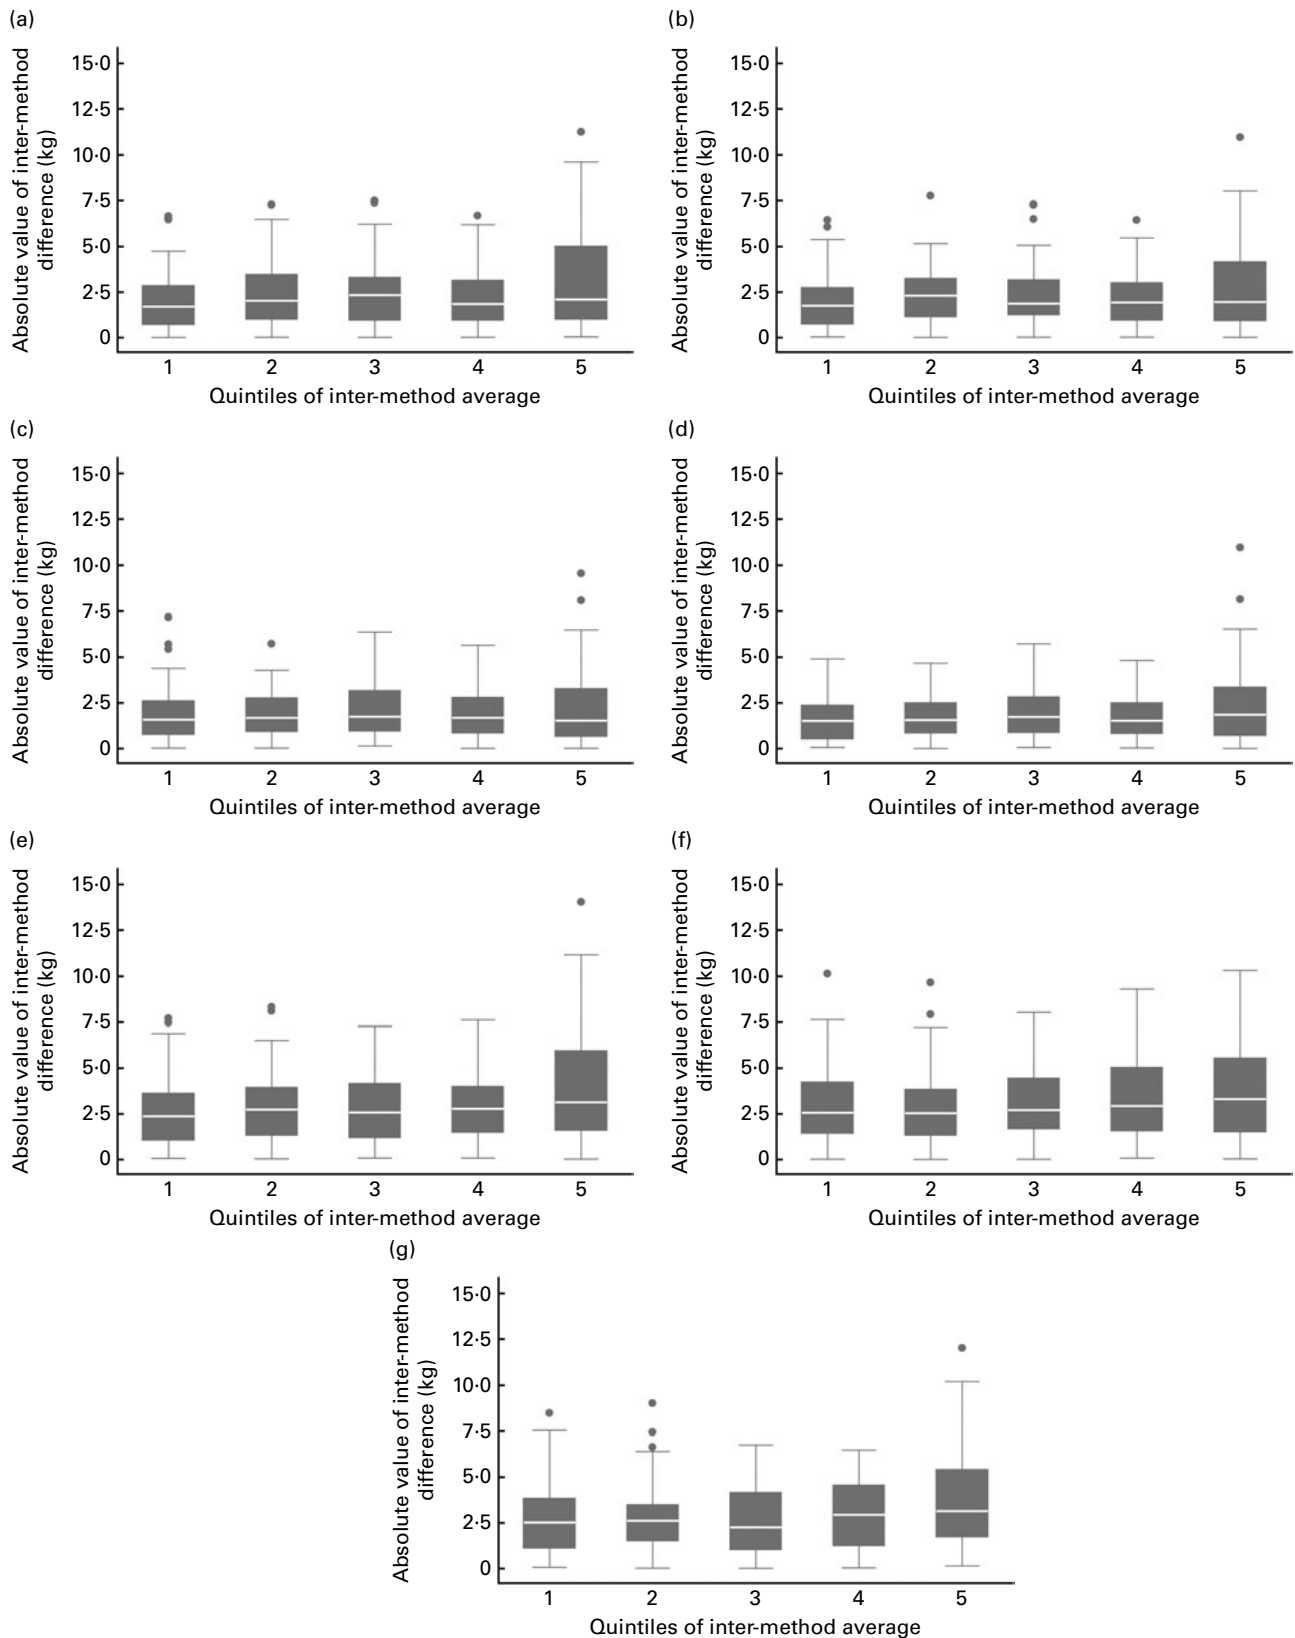 (a)
Absolute value of inter-method
difference (kg)
15·0
12·5
10·0
7·5
5·0
2·5
0
1 2 3 4 5
Quintiles of inter-method average
(b)
Absolute value of inter-method
difference (kg)
15·0
12·5
10·0
7·5
5·0
2·5
0
1 2 3 4 5
Quintiles of inter-method average
(c)
Absolute value of inter-method
difference (kg)
15·0
12·5
10·0
7·5
5·0
2·5
0
1 2 3 4 5
Quintiles of inter-method average
(d)
Absolute value of inter-method
difference (kg)
15·0
12·5
10·0
7·5
5·0
2·5
0
1 2 3 4 5
Quintiles of inter-method average
(e)
Absolute value of inter-method
difference (kg)
15·0
12·5
10·0
7·5
5·0
2·5
0
1 2 3 4 5
Quintiles of inter-method average
(f)
Absolute value of inter-method
difference (kg)
15·0
12·5
10·0
7·5
5·0
2·5
0
1 2 3 4 5
Quintiles of inter-method average
(g)
Absolute value of inter-method
difference (kg)
15·0
12·5
10·0
7·5
5·0
2·5
0
1 2 3 4 5
Quintiles of inter-method average